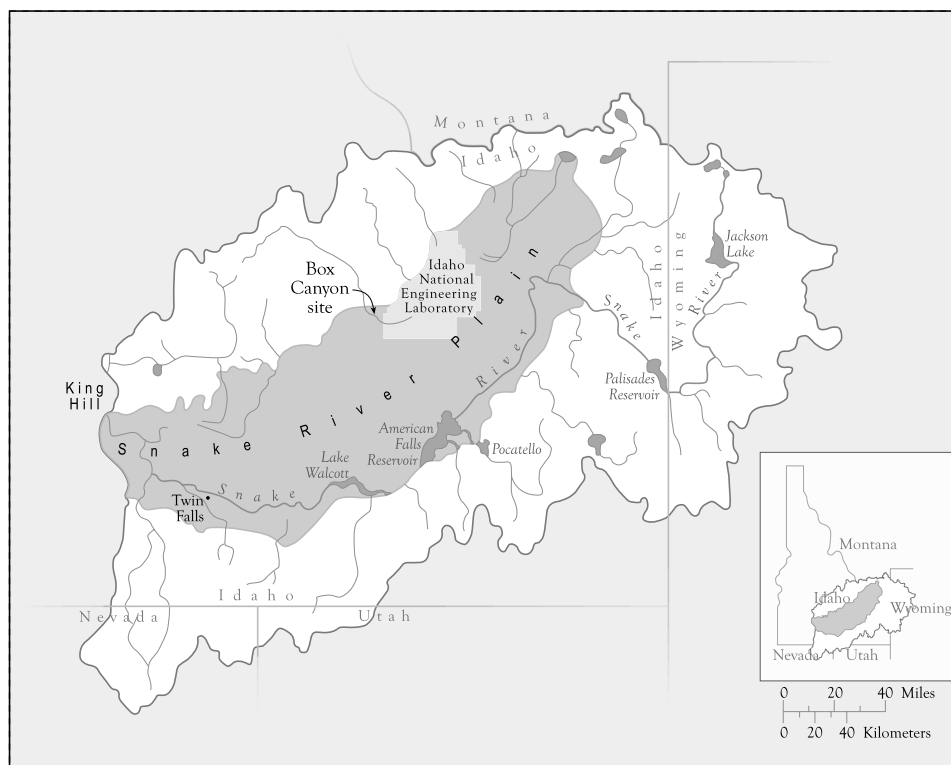 Montana
Idaho
Jackson
Lake
Idaho
Wyoming
River
Snake
Box
Canyon
site
Idaho
National
Engineering
Laboratory
Snake River Plain
River
Palisades
Reservoir
King
Hill
American
Falls
Reservoir
Pocatello
Lake
Walcott
Snake
Twin
Falls
Idaho
Nevada
Utah
Montana
Idaho
Wyoming
Nevada
Utah
0 20 40 Miles
0 20 40 Kilometers